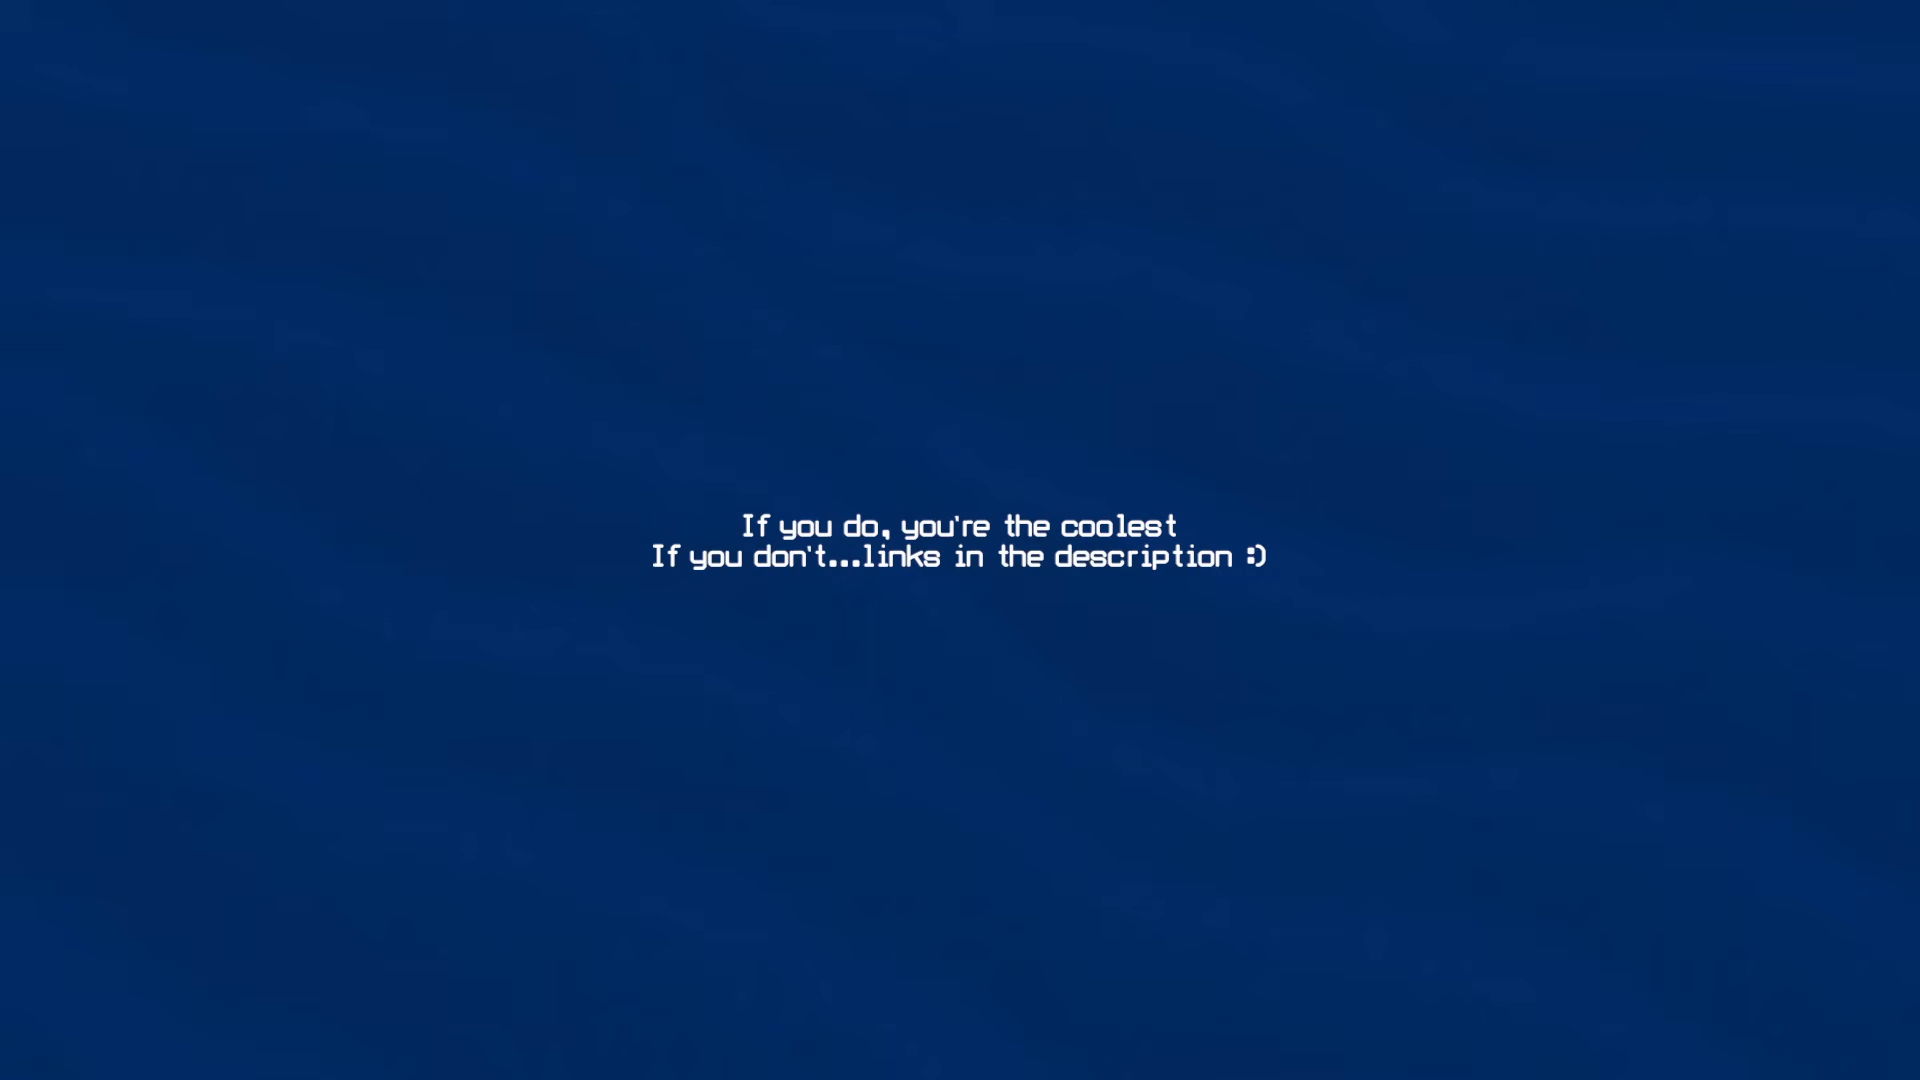 If you do, you're the coolest
If you don't...links in the description :)